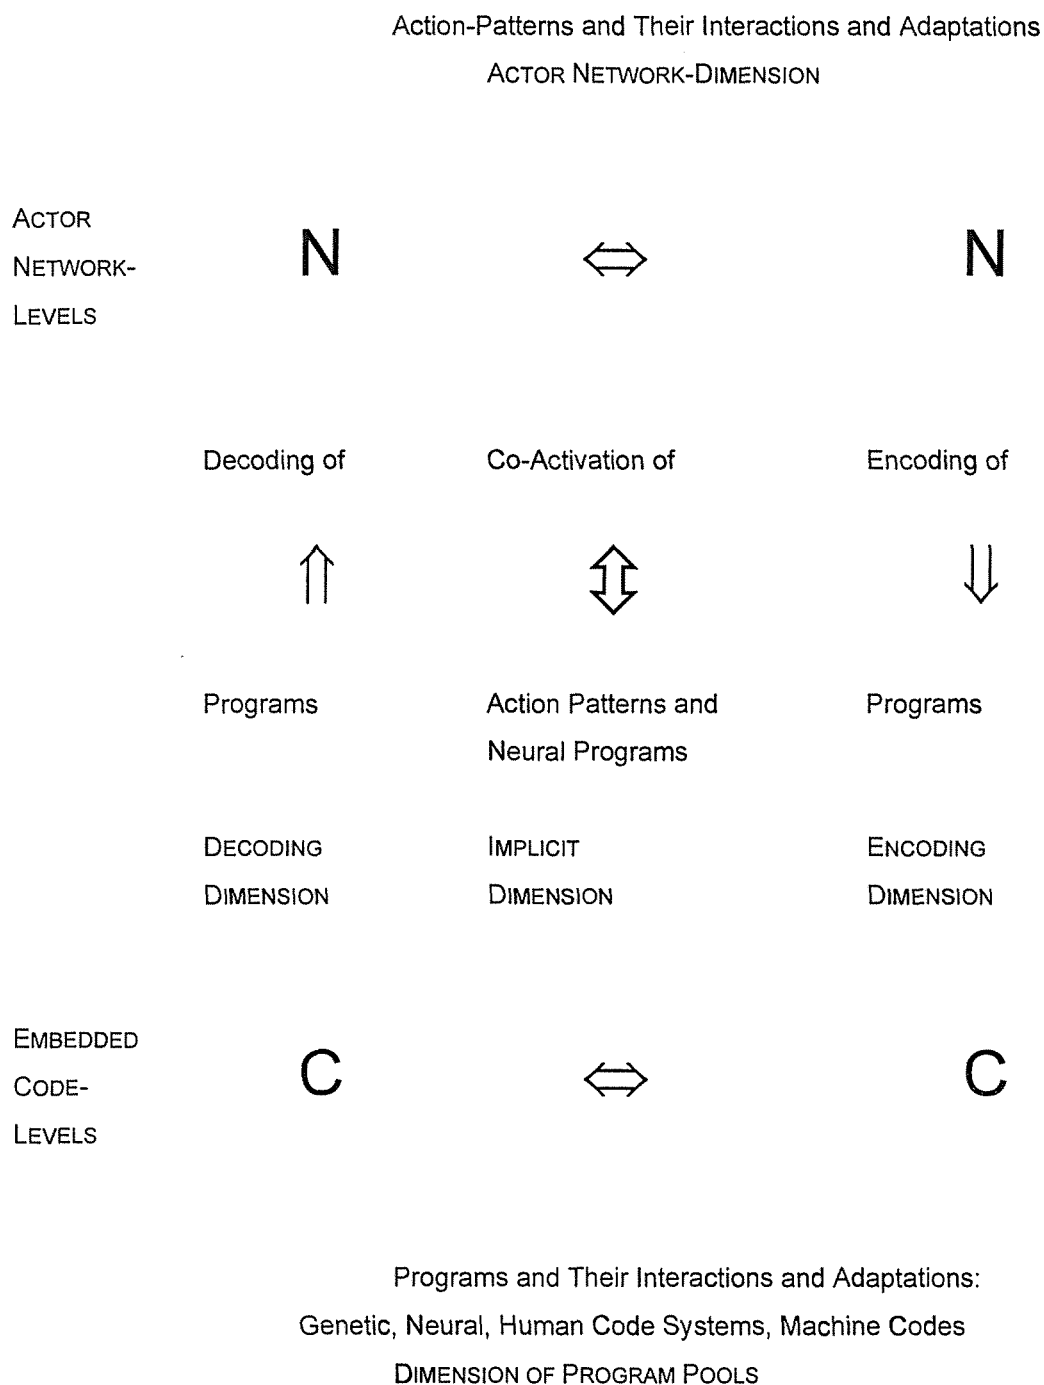 Action-Patterns and Their Interactions and Adaptations
ACTOR NETWORK-DIMENSION
ACTOR
NETWORK-
LEVELS
N ⇔ N
Decoding of Co-Activation of Encoding of
⇑ ⇕ ⇓
Programs Action Patterns and Programs
Neural Programs
DECODING IMPLICIT ENCODING
DIMENSION DIMENSION DIMENSION
EMBEDDED
CODE-
LEVELS
C ⇔ C
Programs and Their Interactions and Adaptations:
Genetic, Neural, Human Code Systems, Machine Codes
DIMENSION OF PROGRAM POOLS